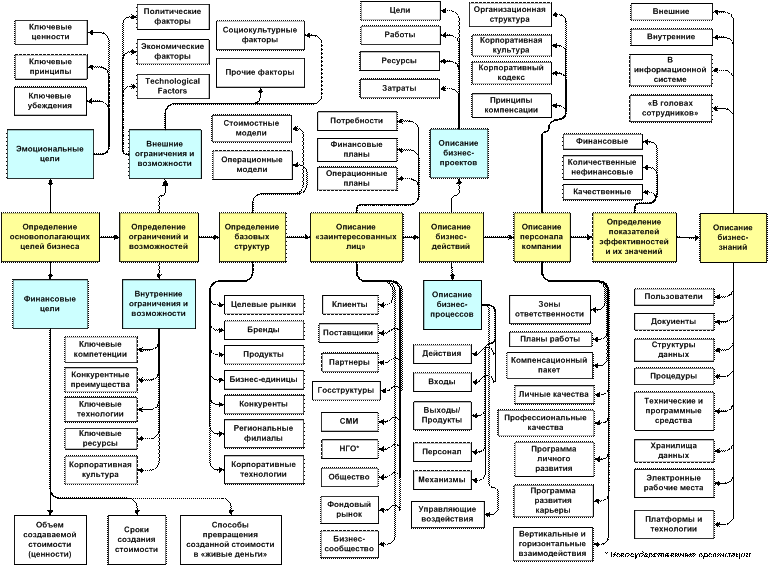 Ключевые
ценности
Ключевые
принципы
Ключевые
убеждения
Эмоциональные
цели
Политические
факторы
Экономические
факторы
Technological
Factors
Внешние
ограничения и
возможности
Социокультурные
факторы
Прочие факторы
Стоимостные
модели
Операционные
модели
Потребности
Финансовые
планы
Операционные
планы
Цели
Работы
Ресурсы
Затраты
Описание
бизнес-
проектов
Организационная
структура
Корпоративная
культура
Корпоративный
кодекс
Принципы
компенсации
Финансовые
Количественные
нефинансовые
Качественные
Внешние
Внутренние
В
информационной
системе
«В головах
сотрудников»
Определение
основополагающих
целей бизнеса
Определение
ограничений и
возможностей
Определение
базовых
структур
Описание
«заинтересованных
лиц»
Описание
бизнес-
действий
Описание
персонала
компании
Определение
показателей
эффективностей
и их значений
Описание
бизнес-
знаний
Финансовые
цели
Внутренние
ограничения и
возможности
Ключевые
компетенции
Конкурентные
преимущества
Ключевые
технологии
Ключевые
ресурсы
Корпоративная
культура
Объем
создаваемой
стоимости
(ценности)
Сроки
создания
стоимости
Способы
превращения
созданной стоимости
в «живые деньги»
Целевые рынки
Бренды
Продукты
Бизнес-единицы
Конкуренты
Региональные
филиалы
Корпоративные
технологии
Клиенты
Поставщики
Партнеры
Госструктуры
СМИ
НГО*
Общество
Фондовый
рынок
Бизнес-
сообщество
Описание
бизнес-
процессов
Действия
Входы
Выходы/
Продукты
Персонал
Механизмы
Управляющие
воздействия
Зоны
ответственности
Планы работы
Компенсационный
пакет
Личные качества
Профессиональные
качества
Программа
личного
развития
Программа
развития
карьеры
Вертикальные и
горизонтальные
взаимодействия
Пользователи
Документы
Структуры
данных
Процедуры
Технические и
программные
средства
Хранилища
данных
Электронные
рабочие места
Платформы и
технологии
* Негосударственные организации